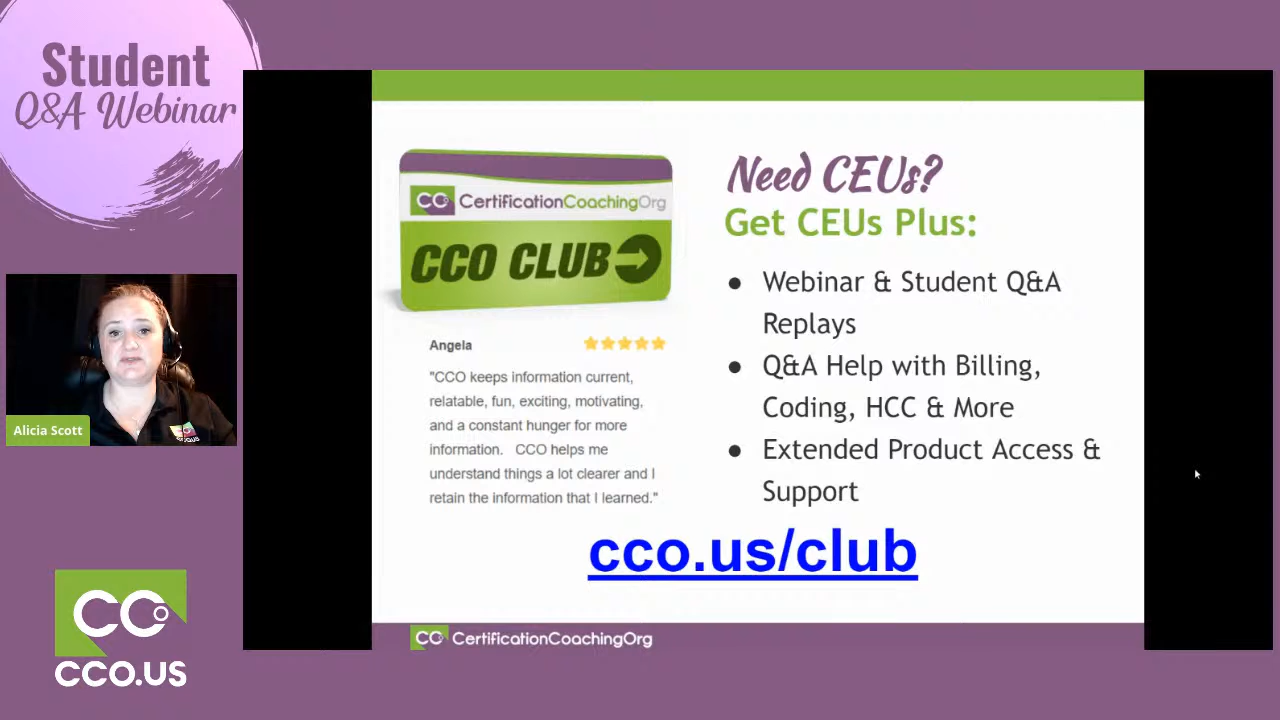 Student
Q&A Webinar
Alicia Scott
CCO
CCO.US
CCO CertificationCoachingOrg
CCO CLUB
Angela
"CCO keeps information current,
relatable, fun, exciting, motivating,
and a constant hunger for more
information. CCO helps me
understand things a lot clearer and I
retain the information that I learned."
Need CEUs?
Get CEUs Plus:
● Webinar & Student Q&A
Replays
● Q&A Help with Billing,
Coding, HCC & More
● Extended Product Access &
Support
cco.us/club
CCO CertificationCoachingOrg